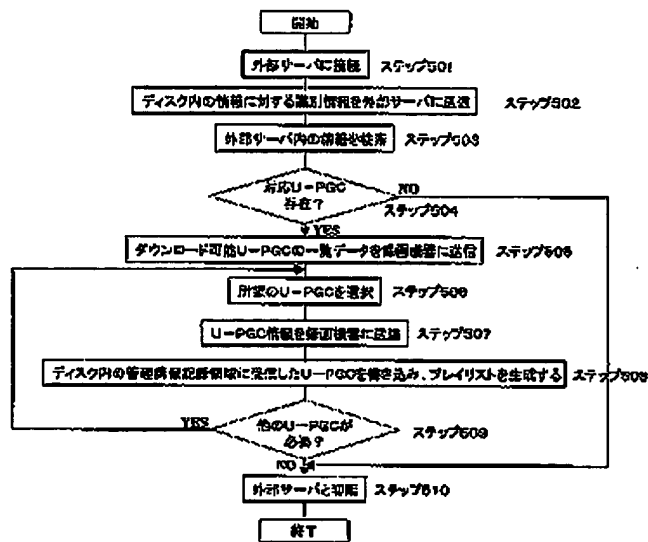 開始
外部サーバに接続 ステップ501
ディスク内の情報に対する識別情報を外部サーバに送信 ステップ502
外部サーバ内の情報を検索 ステップ503
対応U－PGC
存在？
NO
ステップ504
YES
ダウンロード可能U－PGCの一覧データを録画機器に送信 ステップ505
所望のU－PGCを選択 ステップ506
U－PGC情報を録画機器に送信 ステップ507
ディスク内の管理情報記録領域に受信したU－PGCを書き込み、プレイリストを生成する ステップ508
YES
他のU－PGCが
必要？
ステップ509
NO
外部サーバと切断 ステップ510
終了